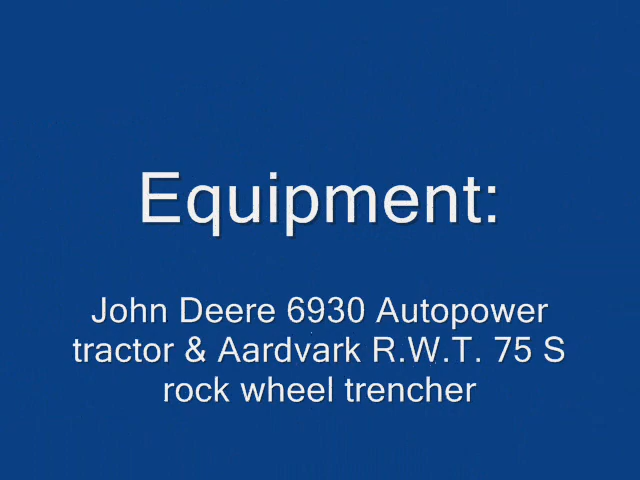 Equipment:
John Deere 6930 Autopower
tractor & Aardvark R.W.T. 75 S
rock wheel trencher